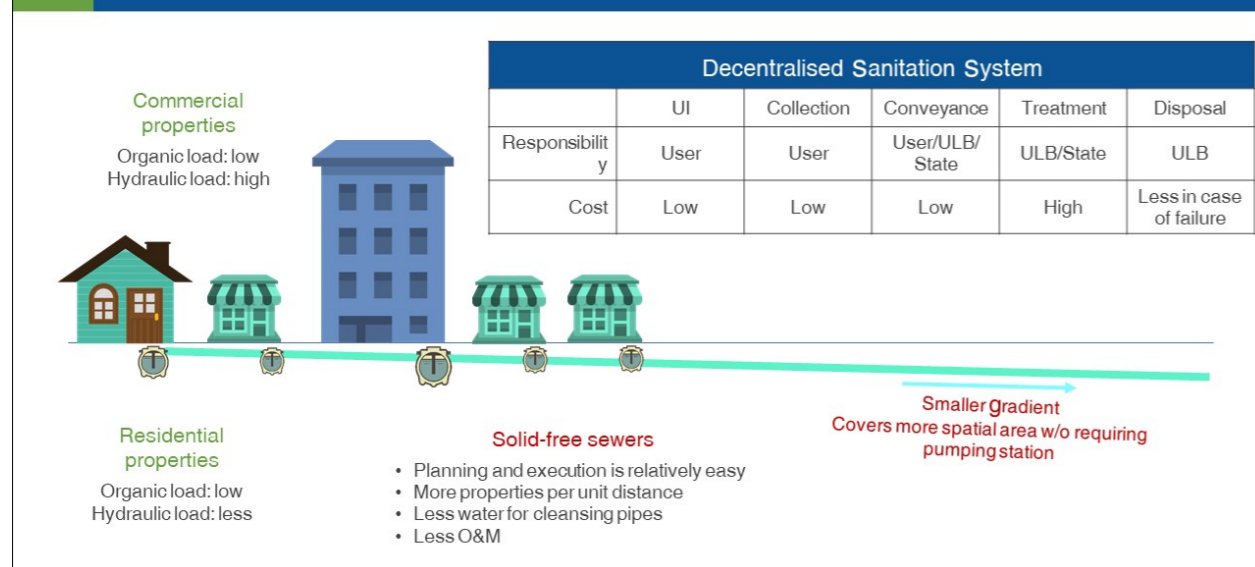 Decentralised Sanitation System
UI Collection Conveyance Treatment Disposal
Responsibilit
y
User User User/ULB/
State
ULB/State ULB
Cost Low Low Low High Less in case
of failure
Commercial
properties
Organic load: low
Hydraulic load: high
Residential
properties
Organic load: low
Hydraulic load: less
Solid-free sewers
• Planning and execution is relatively easy
• More properties per unit distance
• Less water for cleansing pipes
• Less O&M
Smaller gradient
Covers more spatial area w/o requiring
pumping station